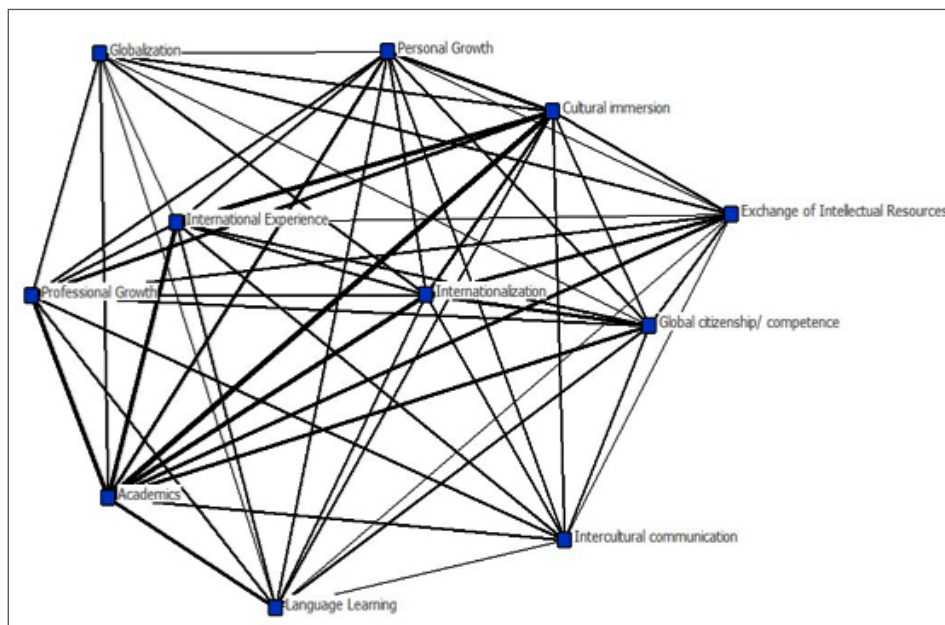 Globalization
Personal Growth
Cultural immersion
Exchange of Intellectual Resources
International Experience
Professional Growth
Internationalization
Global citizenship/ competence
Academics
Intercultural communication
Language Learning